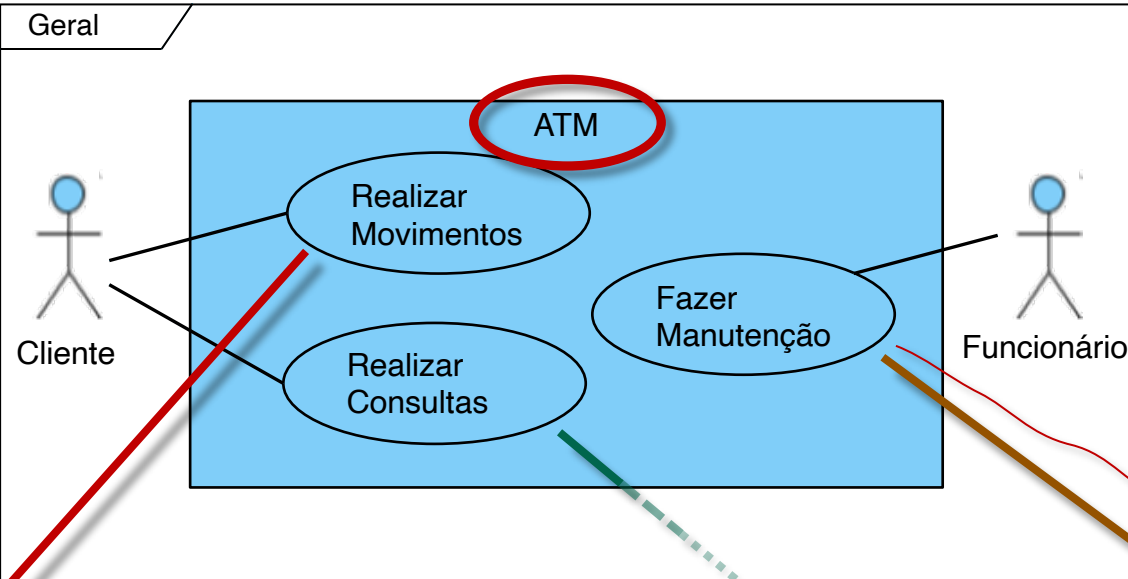 Geral
ATM
Realizar
Movimentos
Fazer
Manutenção
Cliente
Funcionário
Realizar
Consultas